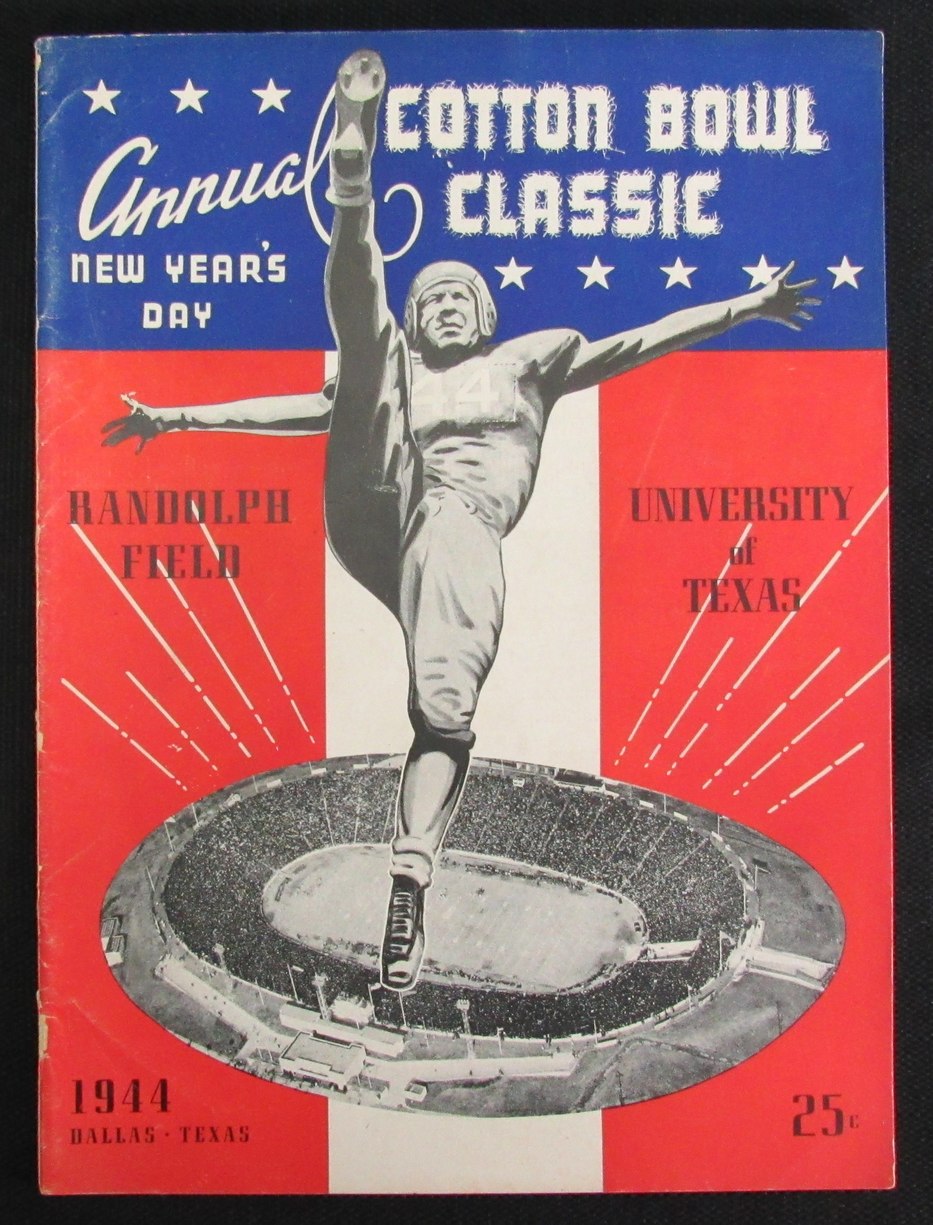 COTTON BOWL
CLASSIC
Annual
NEW YEAR'S
DAY
44
RANDOLPH
FIELD
UNIVERSITY
of
TEXAS
1944
DALLAS · TEXAS
25c